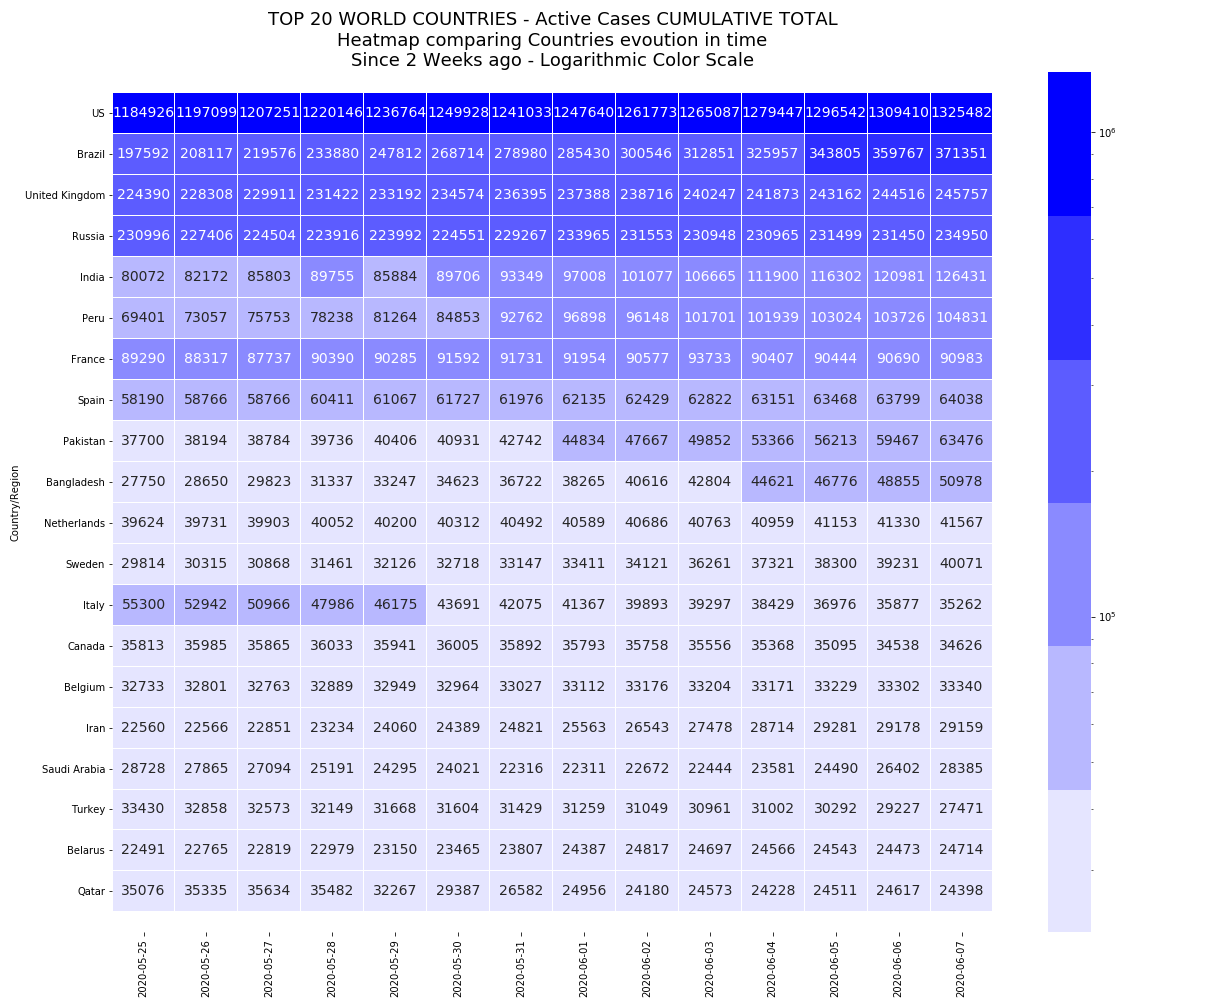 TOP 20 WORLD COUNTRIES - Active Cases CUMULATIVE TOTAL
Heatmap comparing Countries evoution in time
Since 2 Weeks ago - Logarithmic Color Scale
US 1184926 1197099 1207251 1220146 1236764 1249928 1241033 1247640 1261773 1265087 1279447 1296542 1309410 1325482
Brazil 197592 208117 219576 233880 247812 268714 278980 285430 300546 312851 325957 343805 359767 371351
United Kingdom 224390 228308 229911 231422 233192 234574 236395 237388 238716 240247 241873 243162 244516 245757
Russia 230996 227406 224504 223916 223992 224551 229267 233965 231553 230948 230965 231499 231450 234950
India 80072 82172 85803 89755 85884 89706 93349 97008 101077 106665 111900 116302 120981 126431
Peru 69401 73057 75753 78238 81264 84853 92762 96898 96148 101701 101939 103024 103726 104831
France 89290 88317 87737 90390 90285 91592 91731 91954 90577 93733 90407 90444 90690 90983
Spain 58190 58766 58766 60411 61067 61727 61976 62135 62429 62822 63151 63468 63799 64038
Pakistan 37700 38194 38784 39736 40406 40931 42742 44834 47667 49852 53366 56213 59467 63476
Bangladesh 27750 28650 29823 31337 33247 34623 36722 38265 40616 42804 44621 46776 48855 50978
Netherlands 39624 39731 39903 40052 40200 40312 40492 40589 40686 40763 40959 41153 41330 41567
Sweden 29814 30315 30868 31461 32126 32718 33147 33411 34121 36261 37321 38300 39231 40071
Italy 55300 52942 50966 47986 46175 43691 42075 41367 39893 39297 38429 36976 35877 35262
Canada 35813 35985 35865 36033 35941 36005 35892 35793 35758 35556 35368 35095 34538 34626
Belgium 32733 32801 32763 32889 32949 32964 33027 33112 33176 33204 33171 33229 33302 33340
Iran 22560 22566 22851 23234 24060 24389 24821 25563 26543 27478 28714 29281 29178 29159
Saudi Arabia 28728 27865 27094 25191 24295 24021 22316 22311 22672 22444 23581 24490 26402 28385
Turkey 33430 32858 32573 32149 31668 31604 31429 31259 31049 30961 31002 30292 29227 27471
Belarus 22491 22765 22819 22979 23150 23465 23807 24387 24817 24697 24566 24543 24473 24714
Qatar 35076 35335 35634 35482 32267 29387 26582 24956 24180 24573 24228 24511 24617 24398
2020-05-25 2020-05-26 2020-05-27 2020-05-28 2020-05-29 2020-05-30 2020-05-31 2020-06-01 2020-06-02 2020-06-03 2020-06-04 2020-06-05 2020-06-06 2020-06-07
Country/Region
10⁶
10⁵